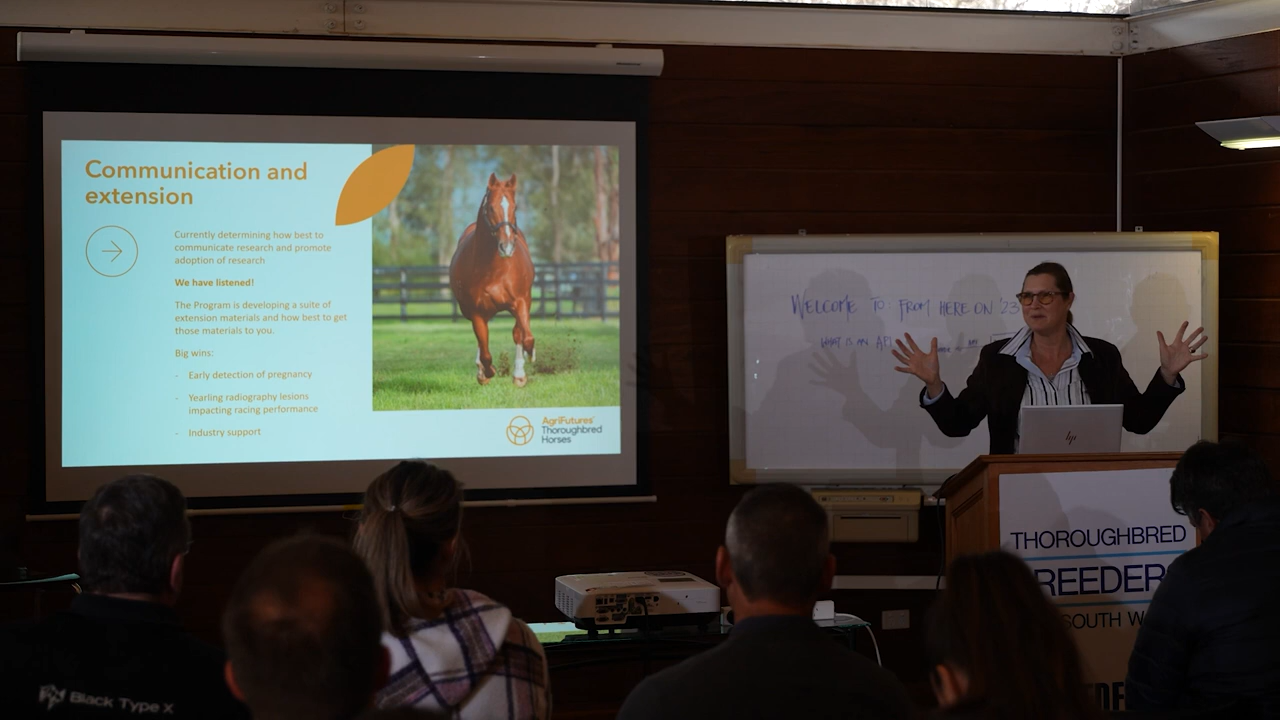 Communication and
extension
Currently determining how best to
communicate research and promote
adoption of research
We have listened!
The Program is developing a suite of
extension materials and how best to get
those materials to you.
Big wins:
- Early detection of pregnancy
- Yearling radiography lesions
impacting racing performance
- Industry support
AgriFutures®
Thoroughbred
Horses
WELCOME TO FROM HERE ON '23
WHAT IS AN
hp
THOROUGHBRED
REEDERS
SOUTH W
Black Type X